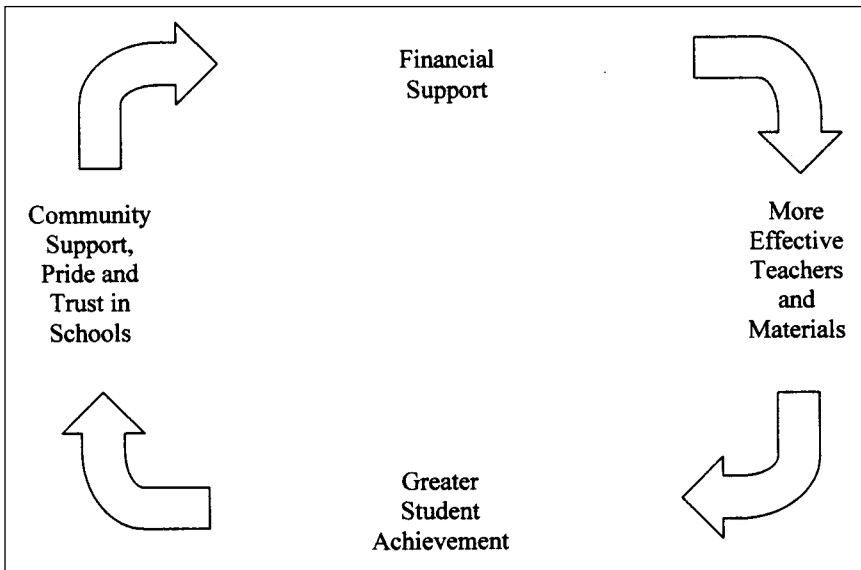 Financial
Support
More
Effective
Teachers
and
Materials
Greater
Student
Achievement
Community
Support,
Pride and
Trust in
Schools